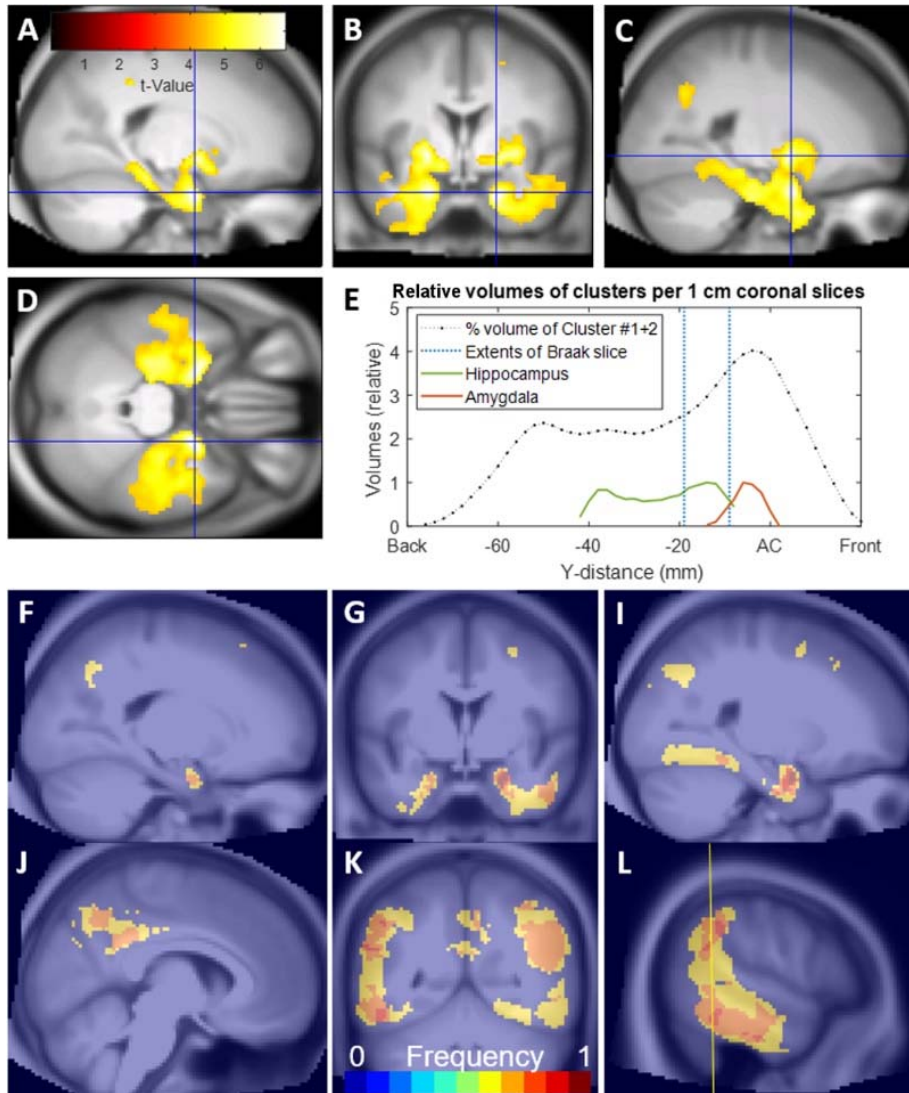 A
1 2 3 4 5 6
t-Value
B
C
D
E
Relative volumes of clusters per 1 cm coronal slices
% volume of Cluster #1+2
Extents of Braak slice
Hippocampus
Amygdala
Volumes (relative)
5
4
3
2
1
0
Back -60 -40 -20 AC Front
Y-distance (mm)
F
G
I
J
K
L
0 Frequency 1